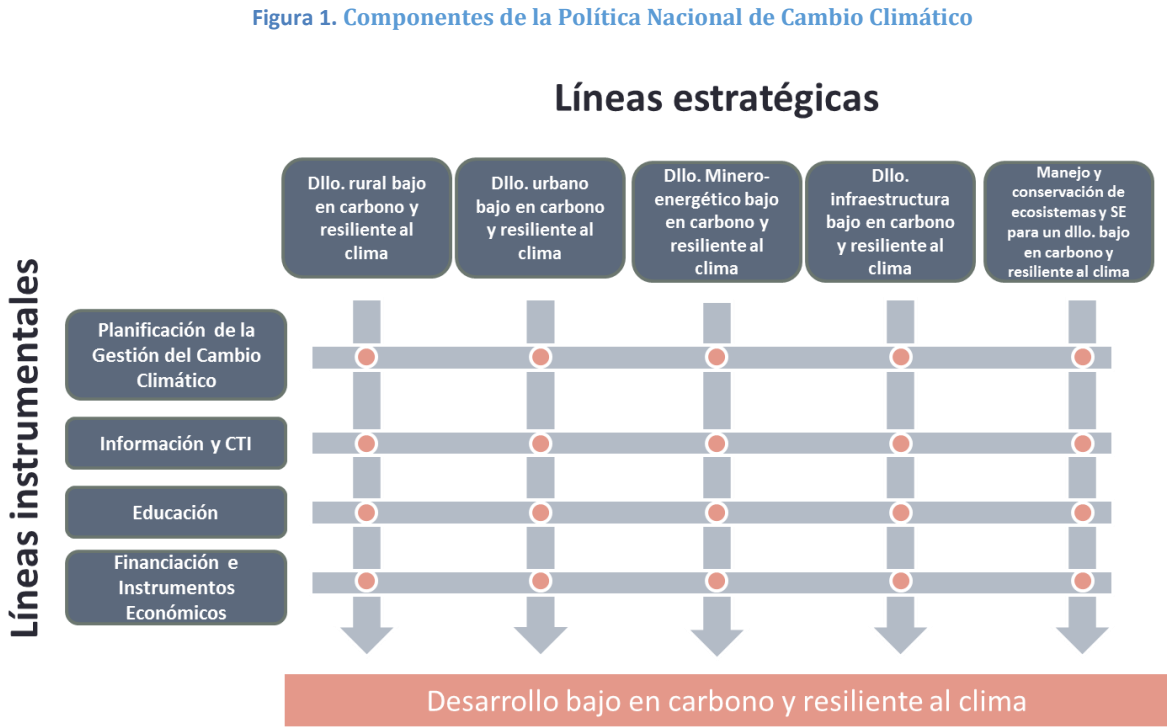 Figura 1. Componentes de la Política Nacional de Cambio Climático
Líneas estratégicas
Dllo. rural bajo
en carbono y
resiliente al
clima
Dllo. urbano
bajo en carbono
y resiliente al
clima
Dllo. Minero-
energético bajo
en carbono y
resiliente al
clima
Dllo.
infraestructura
bajo en carbono
y resiliente al
clima
Manejo y
conservación de
ecosistemas y SE
para un dllo. bajo
en carbono y
resiliente al clima
Líneas instrumentales
Planificación de la
Gestión del Cambio
Climático
Información y CTI
Educación
Financiación e
Instrumentos
Económicos
Desarrollo bajo en carbono y resiliente al clima